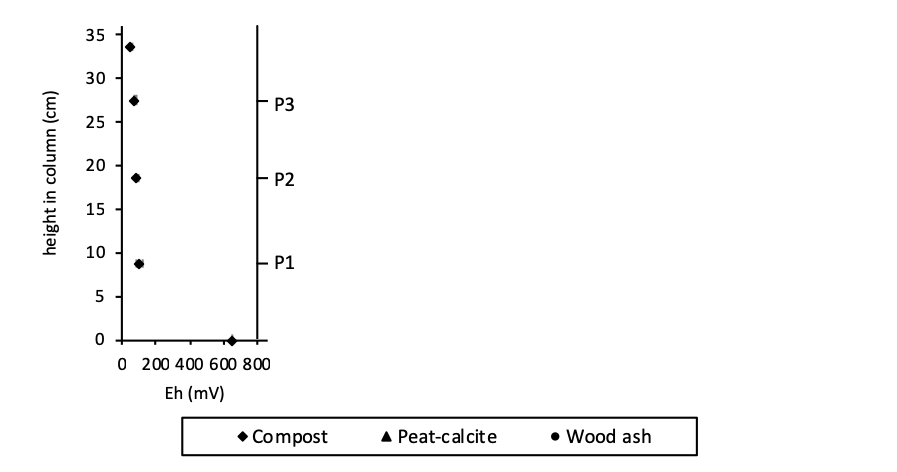 35
30
P3
25
20
P2
15
10
P1
5
0
0 200 400 600 800
Eh (mV)
height in column (cm)
Compost Peat-calcite Wood ash